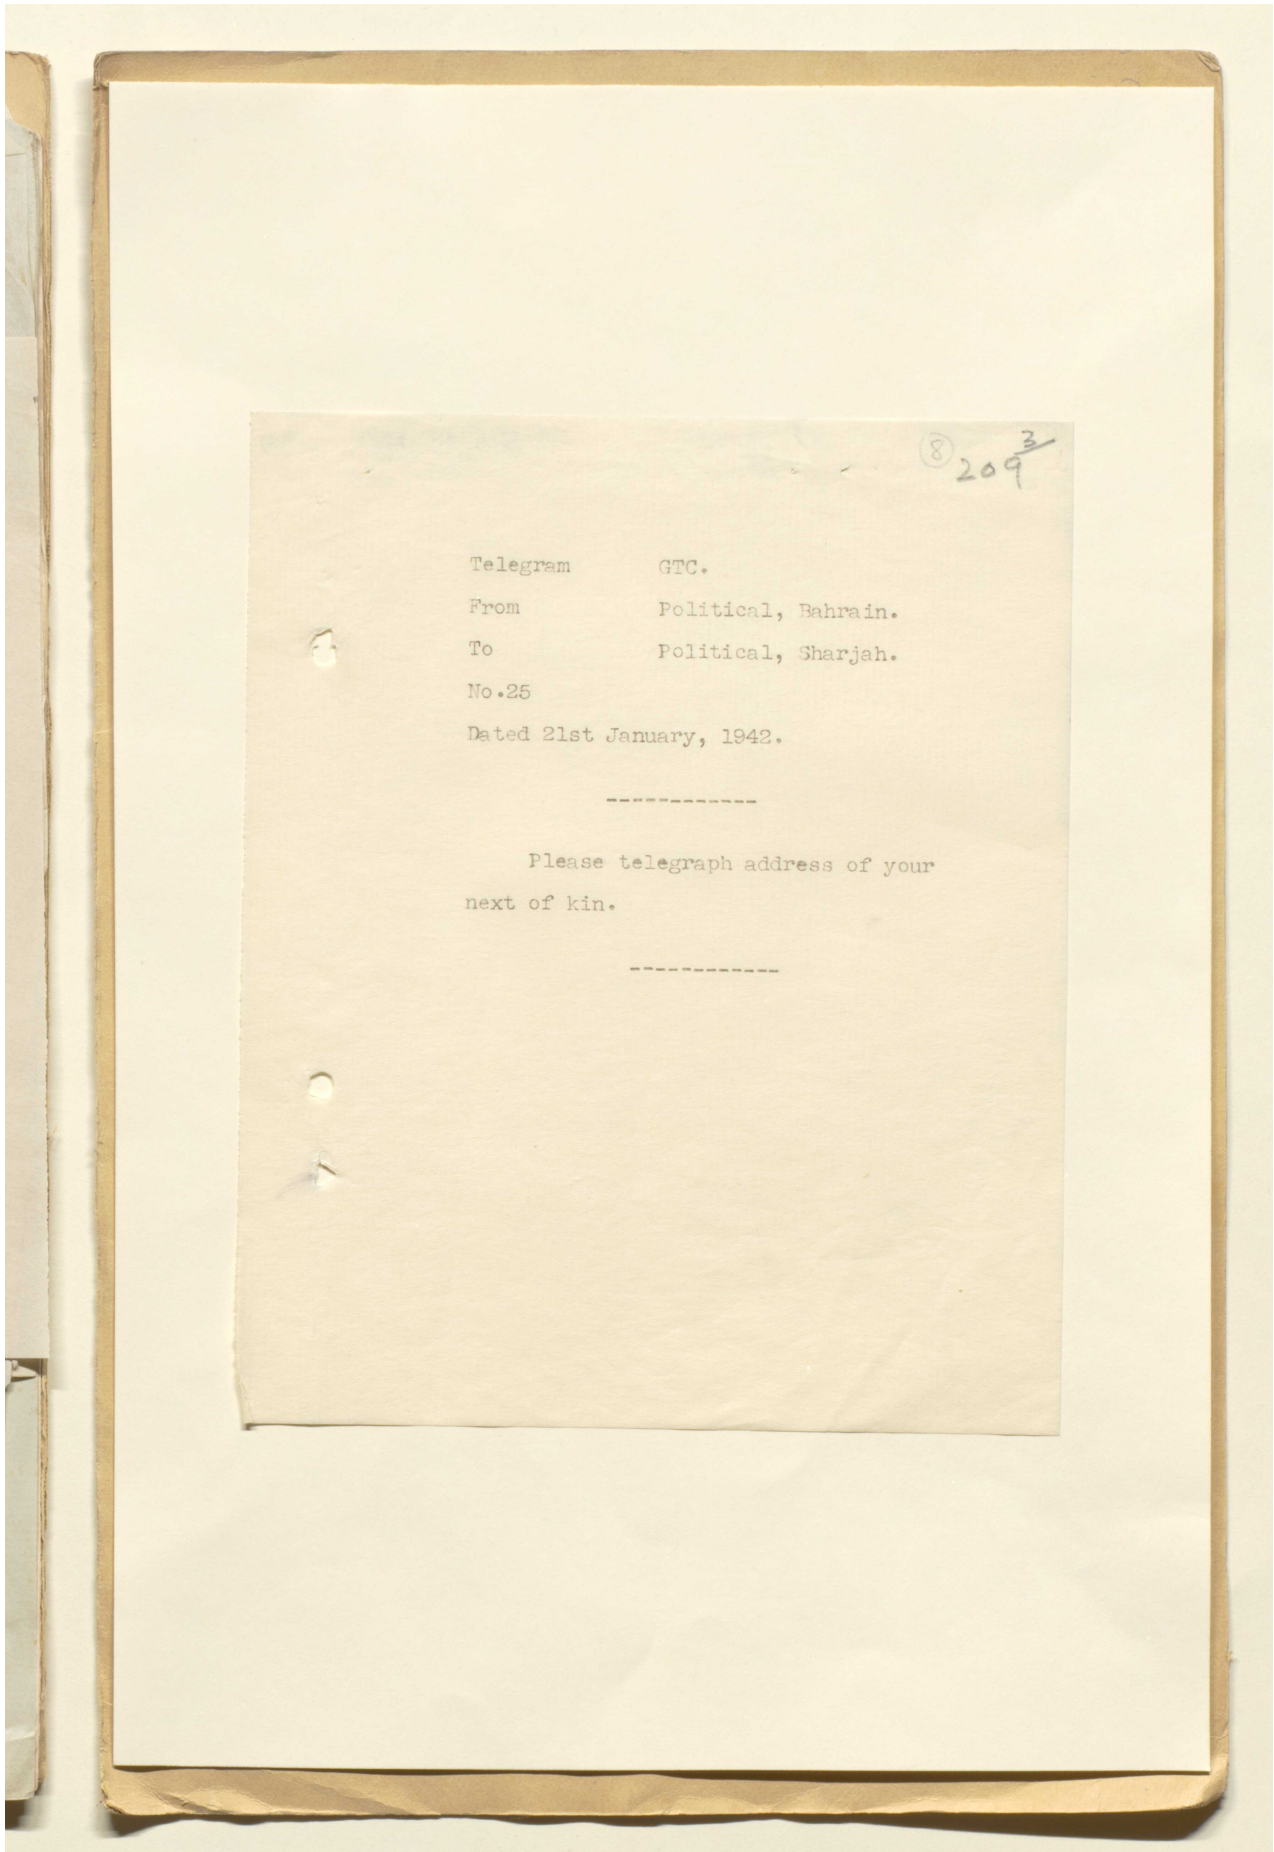 ⑧
3/
209
Telegram GTC.
From Political, Bahrain.
To Political, Sharjah.
No.25
Dated 21st January, 1942.
------------
Please telegraph address of your
next of kin.
------------